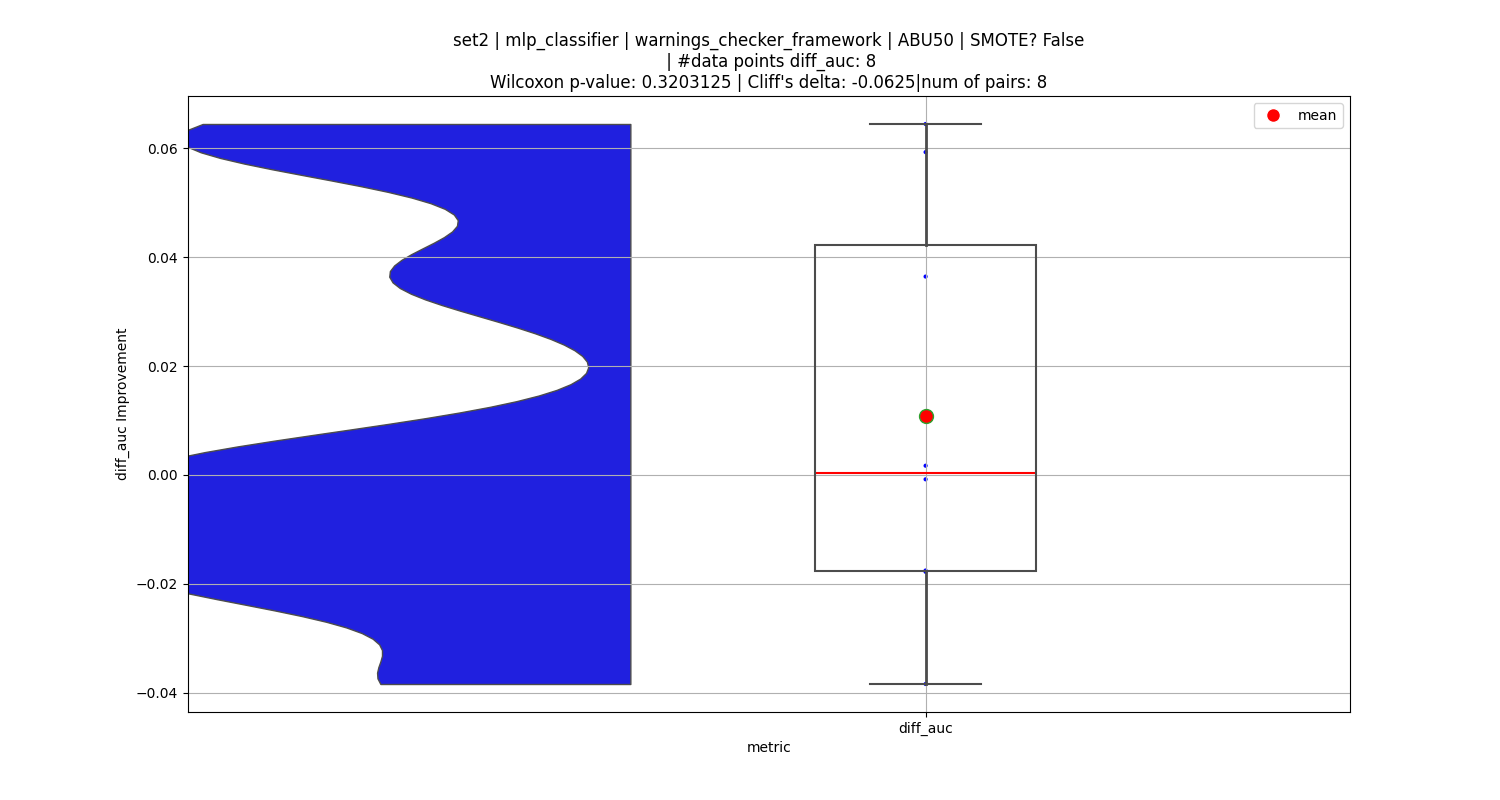 set2 | mlp_classifier | warnings_checker_framework | ABU50 | SMOTE? False
| #data points diff_auc: 8
Wilcoxon p-value: 0.3203125 | Cliff's delta: -0.0625|num of pairs: 8
mean
0.06
0.04
0.02
0.00
−0.02
−0.04
diff_auc Improvement
diff_auc
metric